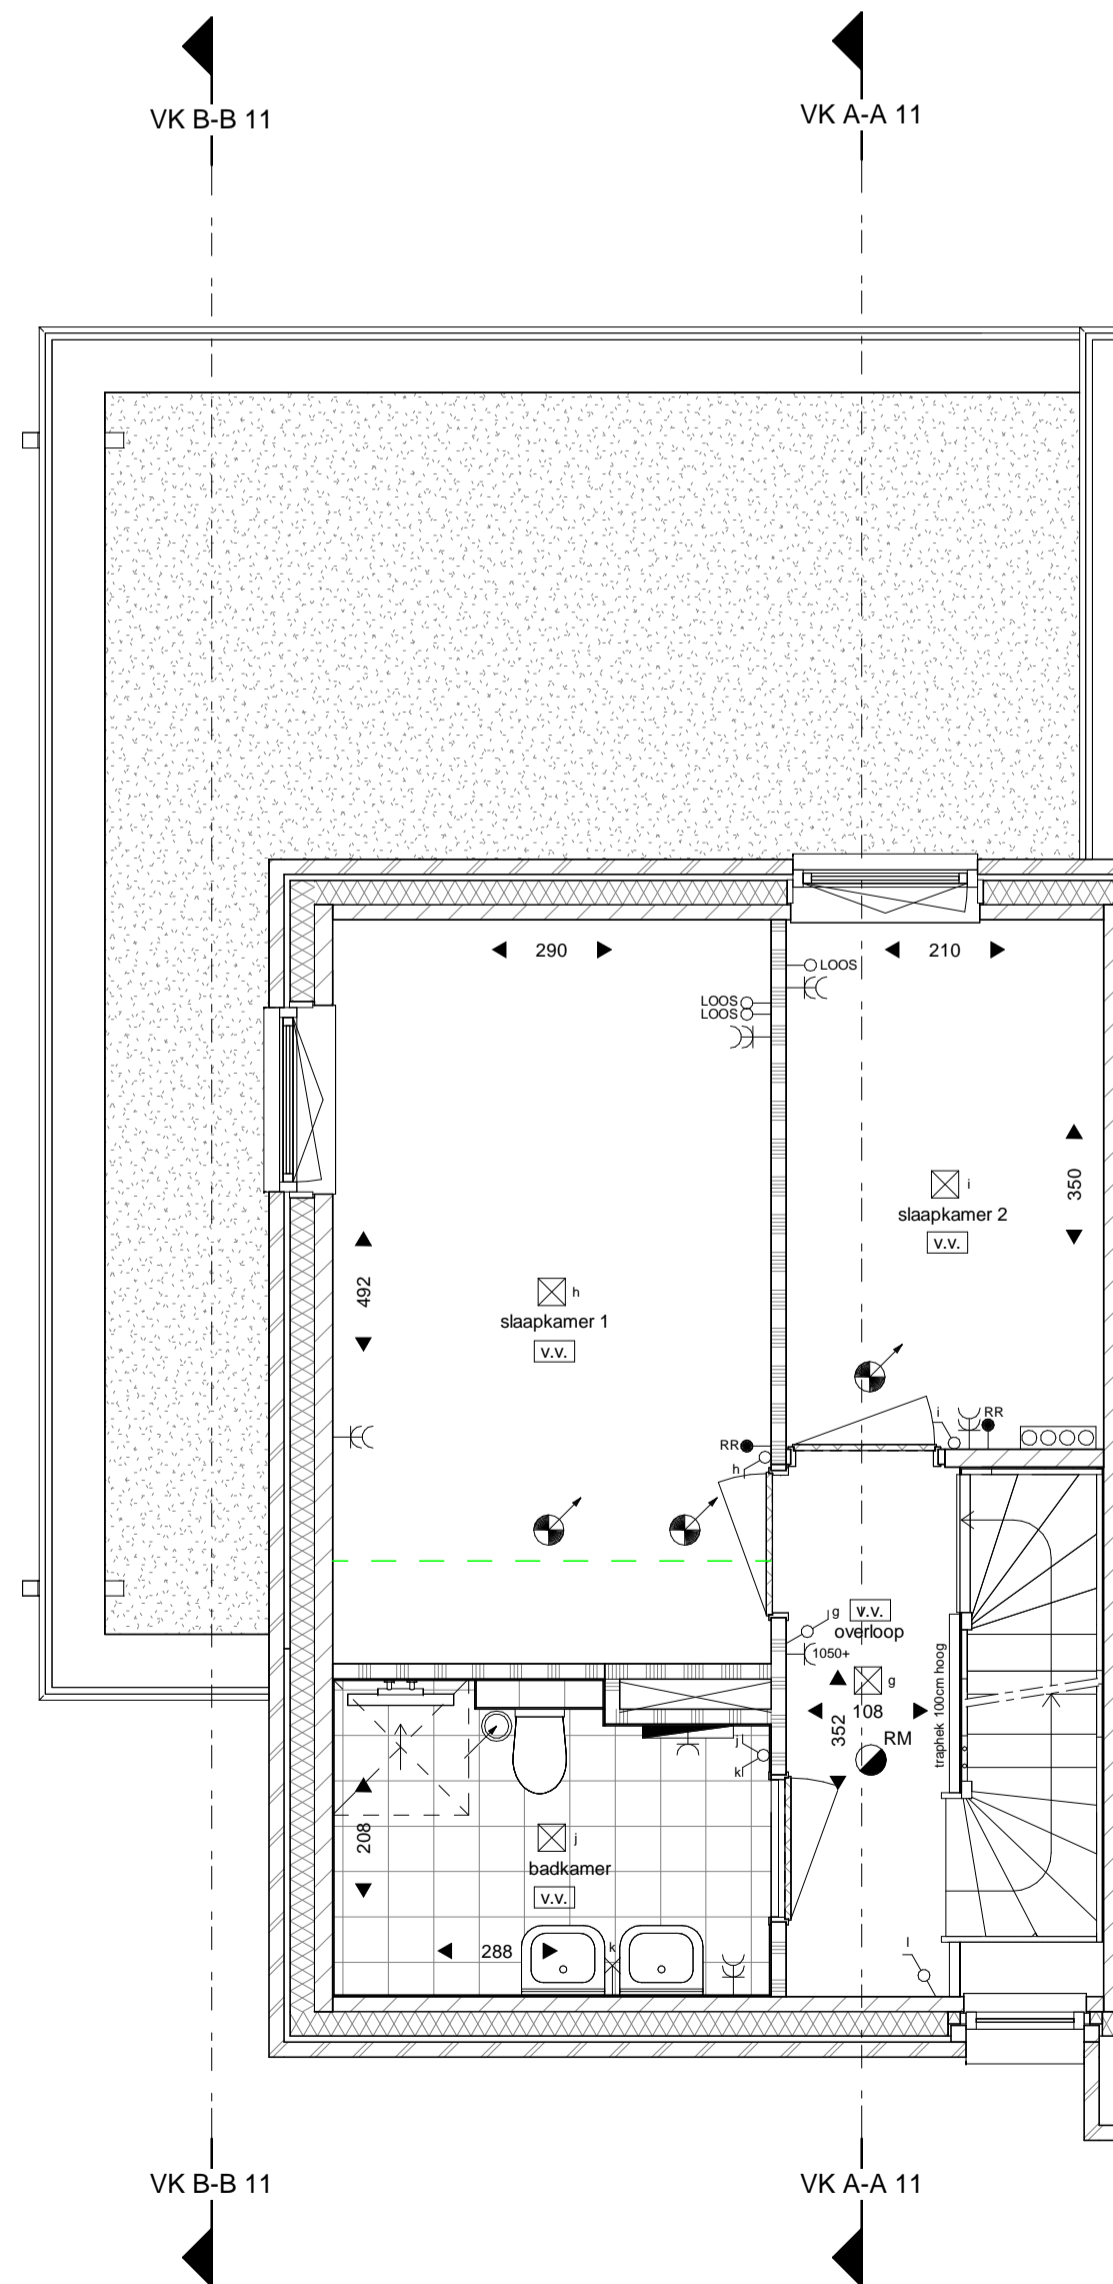 VK B-B 11
VK A-A 11
290
210
LOOS
LOOS
LOOS
350
i
slaapkamer 2
v.v.
492
h
slaapkamer 1
v.v.
i
RR
RR
h
g
v.v.
overloop
1050+
g
traphek 100cm hoog
108
352
RM
j
k
208
j
badkamer
v.v.
288
k
l
VK B-B 11
VK A-A 11